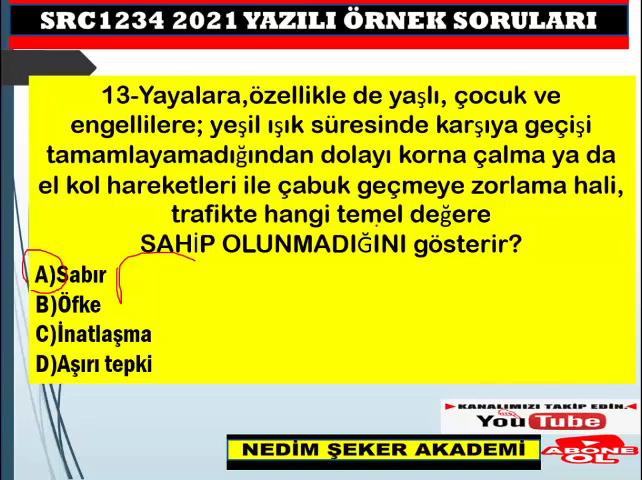 SRC1234 2021 YAZILI ÖRNEK SORULARI
13-Yayalara,özellikle de yaşlı, çocuk ve
engellilere; yeşil ışık süresinde karşıya geçişi
tamamlayamadığından dolayı korna çalma ya da
el kol hareketleri ile çabuk geçmeye zorlama hali,
trafikte hangi temel değere
SAHİP OLUNMADIĞINI gösterir?
A)Sabır
B)Öfke
C)İnatlaşma
D)Aşırı tepki
KANALIMIZI TAKİP EDİN.
YouTube
NEDİM ŞEKER AKADEMİ
ABONE
OL